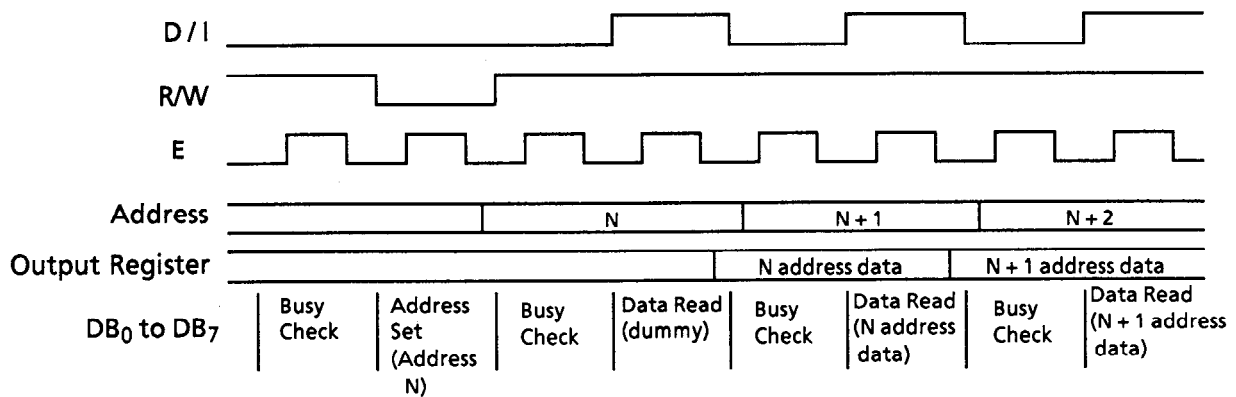 D / I
R/W
E
Address
N
N + 1
N + 2
Output Register
N address data
N + 1 address data
DB0 to DB7
Busy
Check
Address
Set
(Address
N)
Busy
Check
Data Read
(dummy)
Busy
Check
Data Read
(N address
data)
Busy
Check
Data Read
(N + 1 address
data)